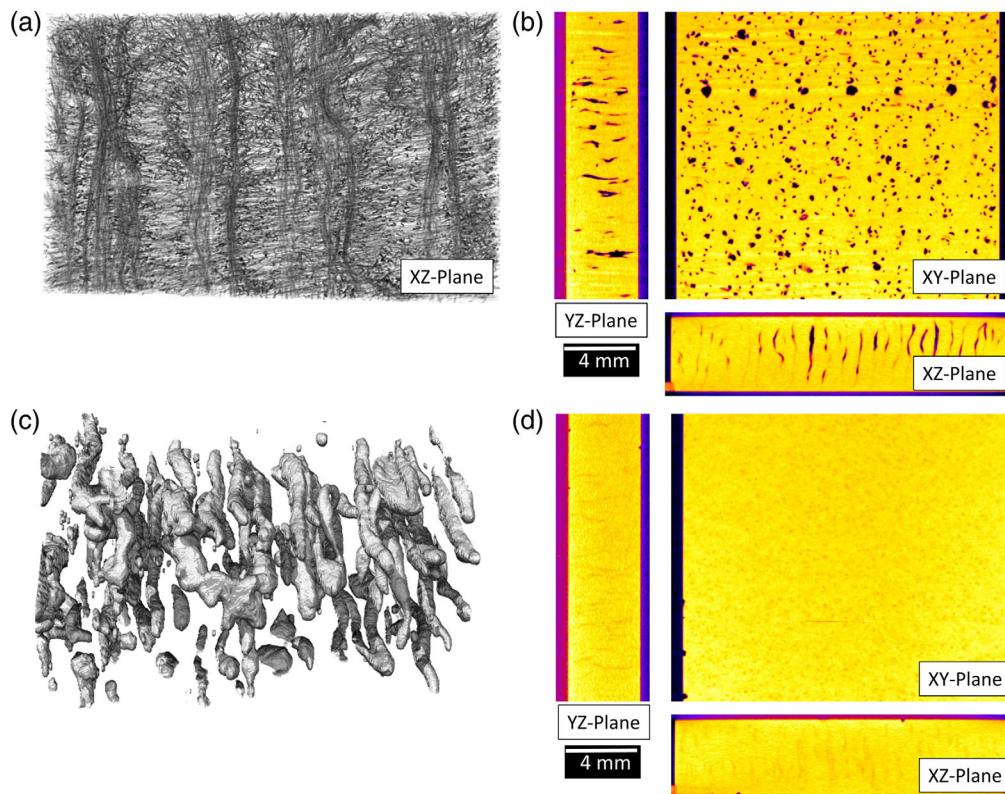 (a)
XZ-Plane
(b)
YZ-Plane
4 mm
XY-Plane
XZ-Plane
(c)
(d)
YZ-Plane
4 mm
XY-Plane
XZ-Plane